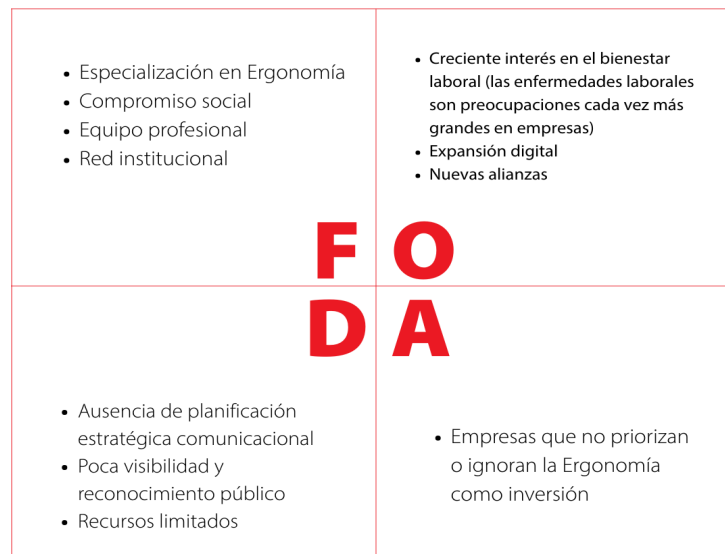 • Especialización en Ergonomía
• Compromiso social
• Equipo profesional
• Red institucional
• Creciente interés en el bienestar
laboral (las enfermedades laborales
son preocupaciones cada vez más
grandes en empresas)
• Expansión digital
• Nuevas alianzas
F O
D A
• Ausencia de planificación
estratégica comunicacional
• Poca visibilidad y
reconocimiento público
• Recursos limitados
• Empresas que no priorizan
o ignoran la Ergonomía
como inversión